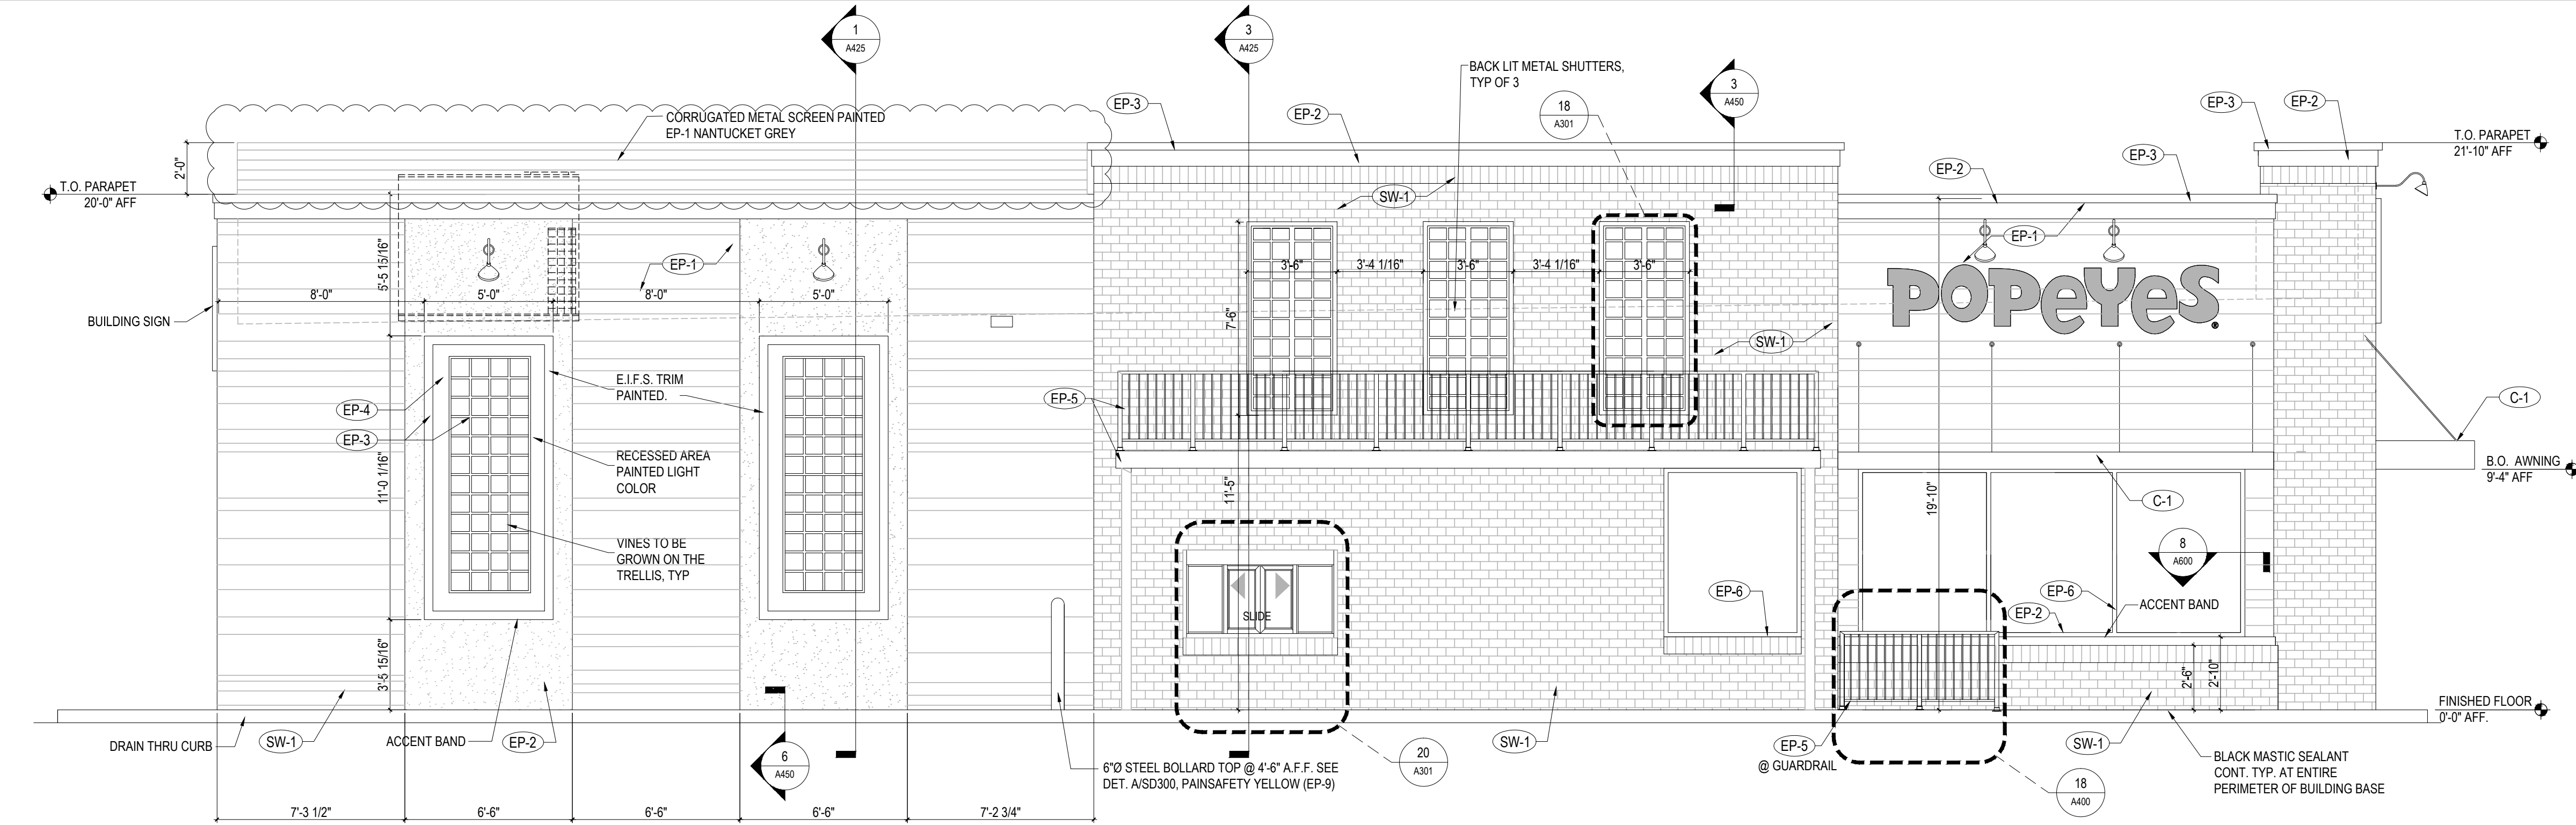 1
A425
3
A425
BACK LIT METAL SHUTTERS,
TYP OF 3
3
A450
18
A301
EP-3
EP-2
EP-3
EP-2
CORRUGATED METAL SCREEN PAINTED
EP-1 NANTUCKET GREY
T.O. PARAPET
21'-10" AFF
2'-0"
EP-2
EP-3
T.O. PARAPET
20'-0" AFF
SW-1
EP-1
EP-1
5'-5 15/16"
3'-6"
3'-4 1/16"
3'-6"
3'-4 1/16"
3'-6"
8'-0"
5'-0"
8'-0"
5'-0"
POPEYES®
BUILDING SIGN
7'-6"
SW-1
E.I.F.S. TRIM
PAINTED.
EP-4
EP-5
C-1
EP-3
RECESSED AREA
PAINTED LIGHT
COLOR
11'-0 1/16"
11'-5"
19'-10"
B.O. AWNING
9'-4" AFF
C-1
VINES TO BE
GROWN ON THE
TRELLIS, TYP
8
A600
SLIDE
EP-6
EP-6
EP-2
ACCENT BAND
3'-5 15/16"
2'-6"
2'-10"
FINISHED FLOOR
0'-0" AFF.
DRAIN THRU CURB
SW-1
ACCENT BAND
EP-2
6
A450
6"Ø STEEL BOLLARD TOP @ 4'-6" A.F.F. SEE
DET. A/SD300, PAINSAFETY YELLOW (EP-9)
20
A301
SW-1
EP-5
@ GUARDRAIL
18
A400
SW-1
BLACK MASTIC SEALANT
CONT. TYP. AT ENTIRE
PERIMETER OF BUILDING BASE
7'-3 1/2"
6'-6"
6'-6"
6'-6"
7'-2 3/4"